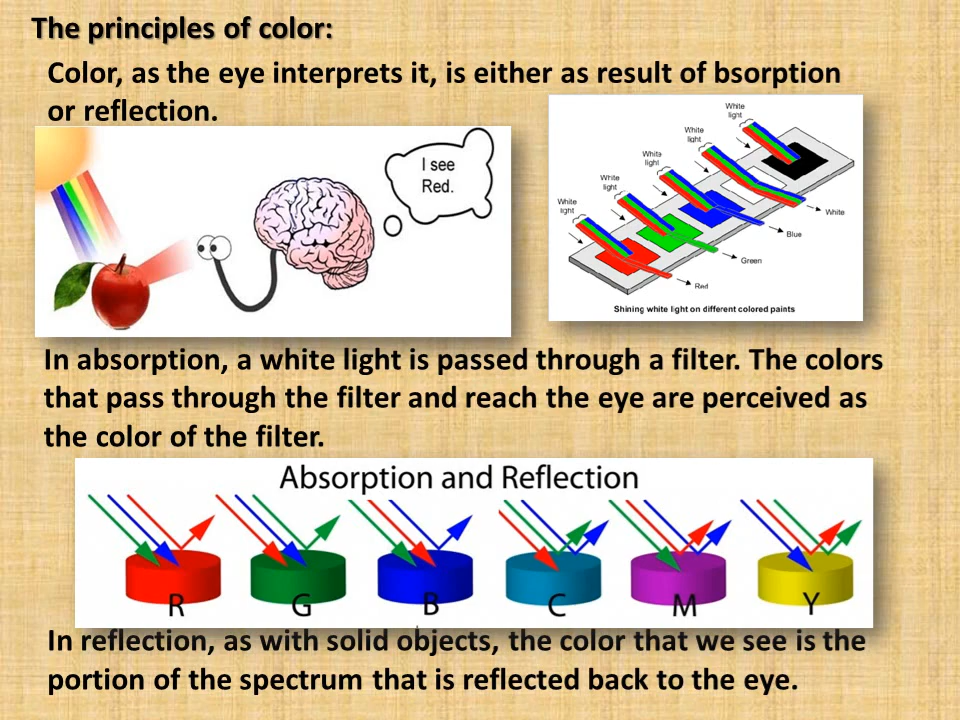 The principles of color:
Color, as the eye interprets it, is either as result of bsorption
or reflection.
I see
Red.
White
light
White
light
White
light
White
light
White
light
White
Blue
Green
Red
Shining white light on different colored paints
In absorption, a white light is passed through a filter. The colors
that pass through the filter and reach the eye are perceived as
the color of the filter.
Absorption and Reflection
R G B C M Y
In reflection, as with solid objects, the color that we see is the
portion of the spectrum that is reflected back to the eye.